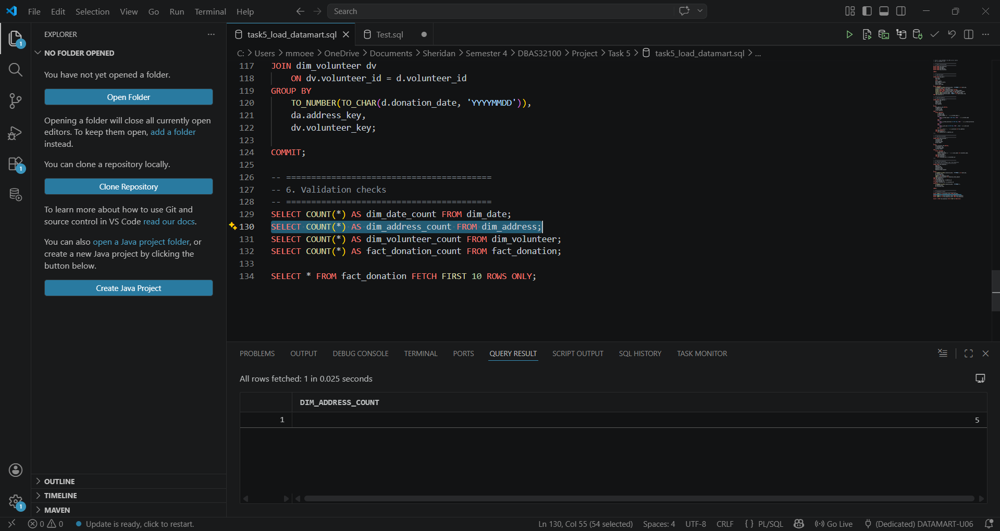 File Edit Selection View Go Run Terminal Help
Search
EXPLORER
NO FOLDER OPENED
You have not yet opened a folder.
Open Folder
Opening a folder will close all currently open
editors. To keep them open, add a folder
instead.
You can clone a repository locally.
Clone Repository
To learn more about how to use Git and
source control in VS Code read our docs.
You can also open a Java project folder, or
create a new Java project by clicking the
button below.
Create Java Project
OUTLINE
TIMELINE
MAVEN
1
1
1
task5_load_datamart.sql
Test.sql
C: > Users > mmoee > OneDrive > Documents > Sheridan > Semester 4 > DBAS32100 > Project > Task 5 > task5_load_datamart.sql > ...
117 JOIN dim_volunteer dv
118     ON dv.volunteer_id = d.volunteer_id
119 GROUP BY
120     TO_NUMBER(TO_CHAR(d.donation_date, 'YYYYMMDD')),
121     da.address_key,
122     dv.volunteer_key;
123
124 COMMIT;
125
126 -- =========================================
127 -- 6. Validation checks
128 -- =========================================
129 SELECT COUNT(*) AS dim_date_count FROM dim_date;
130 SELECT COUNT(*) AS dim_address_count FROM dim_address;
131 SELECT COUNT(*) AS dim_volunteer_count FROM dim_volunteer;
132 SELECT COUNT(*) AS fact_donation_count FROM fact_donation;
133
134 SELECT * FROM fact_donation FETCH FIRST 10 ROWS ONLY;
PROBLEMS OUTPUT DEBUG CONSOLE TERMINAL PORTS QUERY RESULT SCRIPT OUTPUT SQL HISTORY TASK MONITOR
All rows fetched: 1 in 0.025 seconds
DIM_ADDRESS_COUNT
1 5
0 0 Update is ready, click to restart.
Ln 130, Col 55 (54 selected) Spaces: 4 UTF-8 CRLF {} PL/SQL Go Live (Dedicated) DATAMART-U06